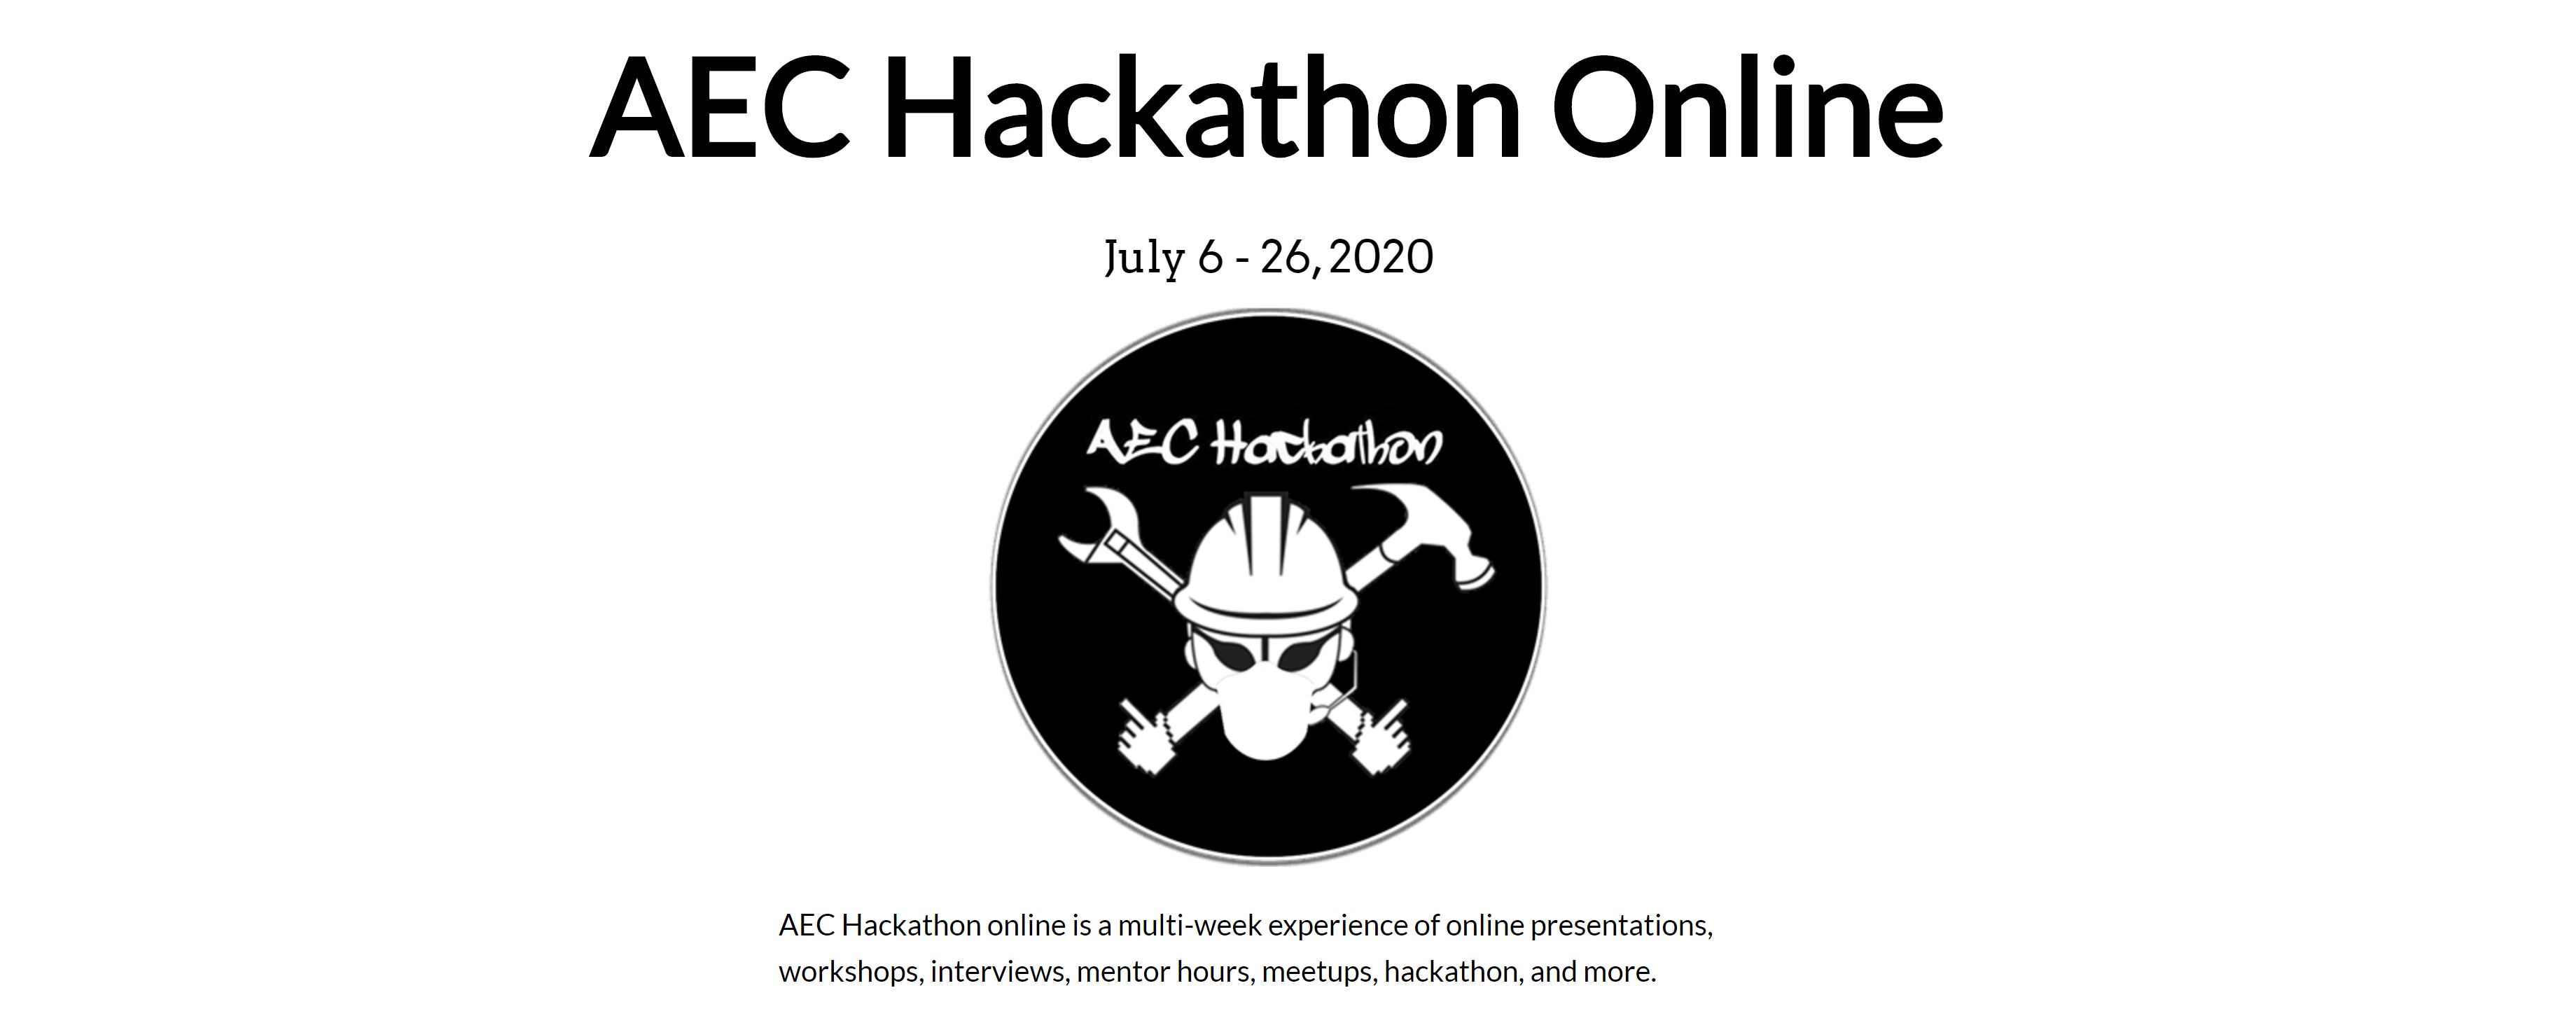 AEC Hackathon Online
July 6 - 26, 2020
AEC Hackathon
AEC Hackathon online is a multi-week experience of online presentations,
workshops, interviews, mentor hours, meetups, hackathon, and more.